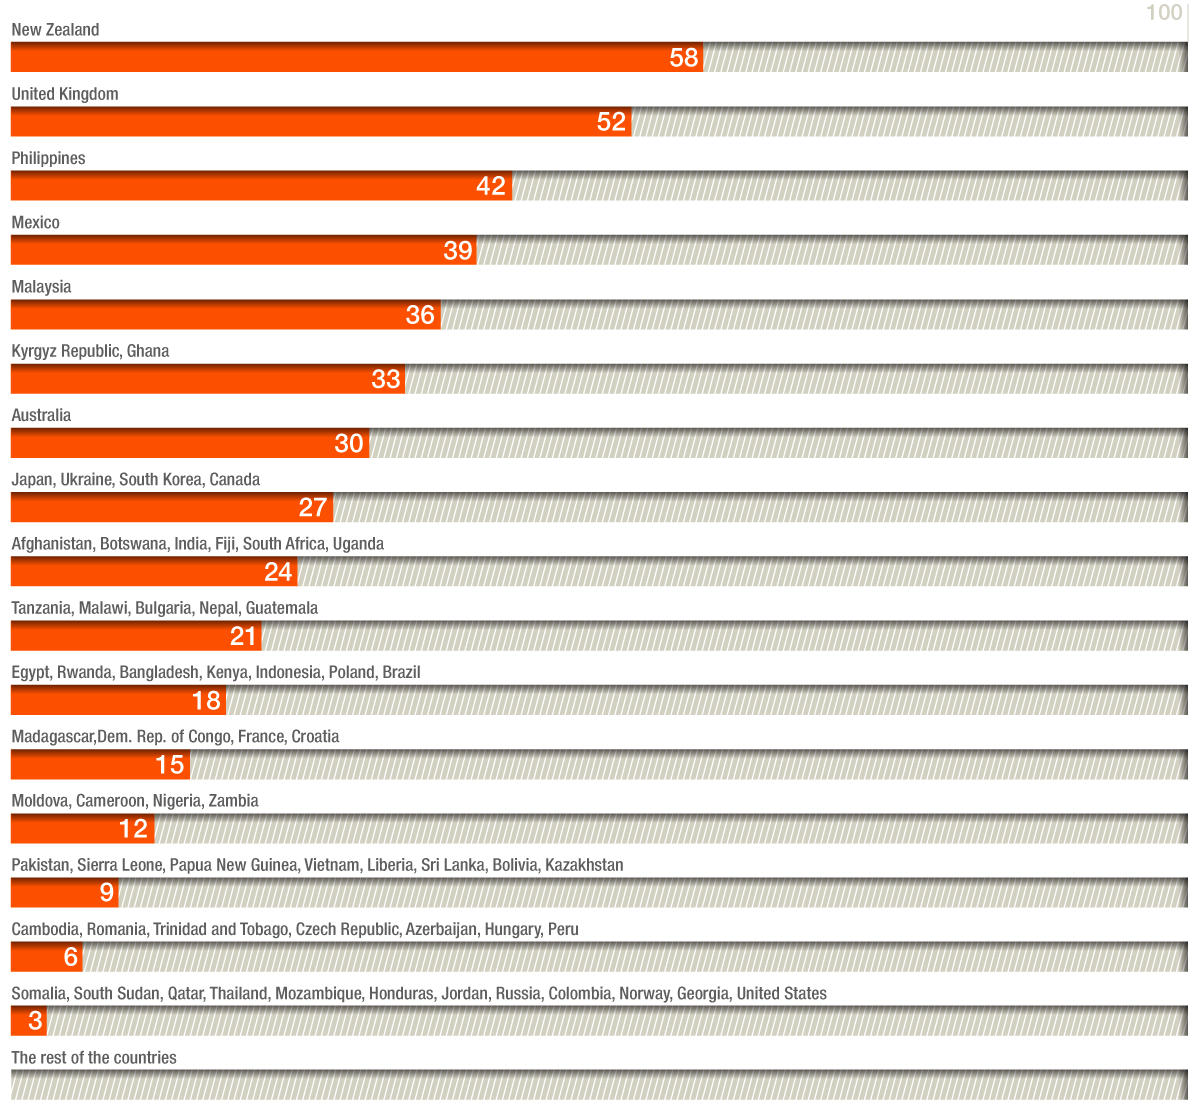 100
New Zealand
58
United Kingdom
52
Philippines
42
Mexico
39
Malaysia
36
Kyrgyz Republic, Ghana
33
Australia
30
Japan, Ukraine, South Korea, Canada
27
Afghanistan, Botswana, India, Fiji, South Africa, Uganda
24
Tanzania, Malawi, Bulgaria, Nepal, Guatemala
21
Egypt, Rwanda, Bangladesh, Kenya, Indonesia, Poland, Brazil
18
Madagascar,Dem. Rep. of Congo, France, Croatia
15
Moldova, Cameroon, Nigeria, Zambia
12
Pakistan, Sierra Leone, Papua New Guinea, Vietnam, Liberia, Sri Lanka, Bolivia, Kazakhstan
9
Cambodia, Romania, Trinidad and Tobago, Czech Republic, Azerbaijan, Hungary, Peru
6
Somalia, South Sudan, Qatar, Thailand, Mozambique, Honduras, Jordan, Russia, Colombia, Norway, Georgia, United States
3
The rest of the countries